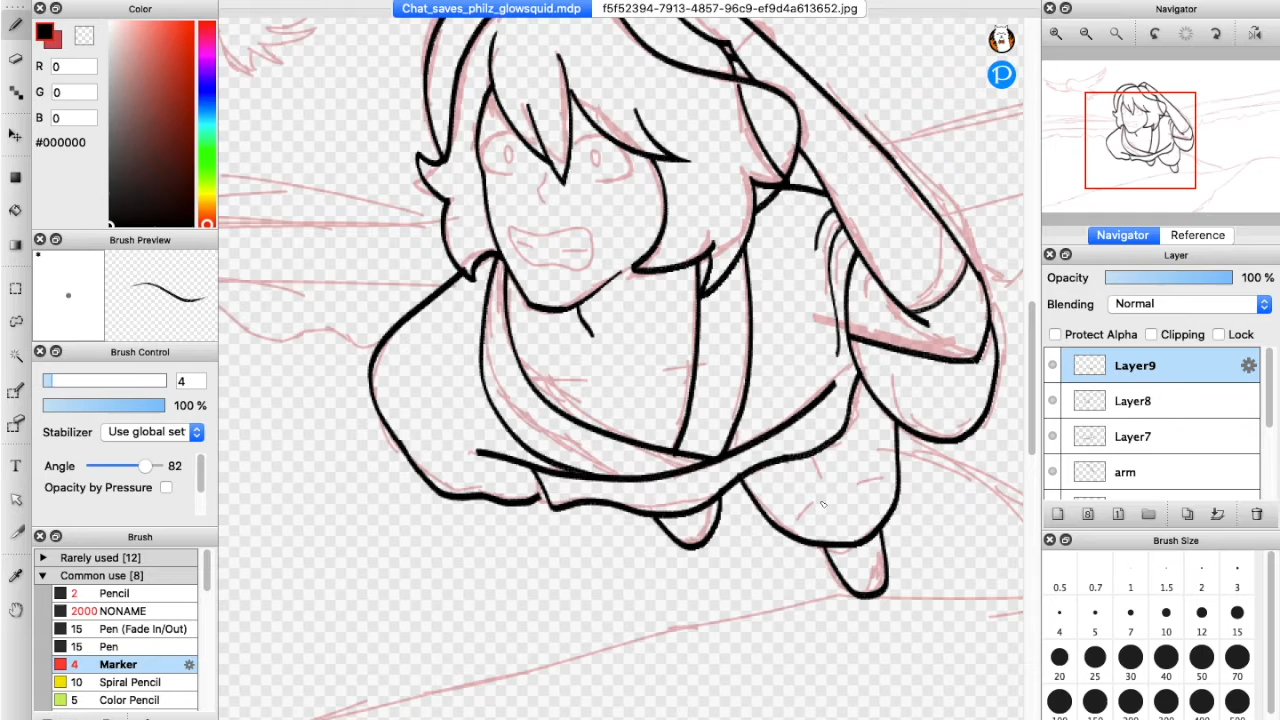 Chat_saves_philz_glowsquid.mdp
f5f52394-7913-4857-96c9-ef9d4a613652.jpg
Color
R 0
G 0
B 0
#000000
Brush Preview
Brush Control
4
100 %
Stabilizer Use global set
Angle 82
Opacity by Pressure
Brush
Rarely used [12]
Common use [8]
2 Pencil
2000 NONAME
15 Pen (Fade In/Out)
15 Pen
4 Marker
10 Spiral Pencil
5 Color Pencil
T
P
Navigator
Navigator Reference
Layer
Opacity 100 %
Blending Normal
Protect Alpha Clipping Lock
Layer9
Layer8
Layer7
arm
Brush Size
0.5 0.7 1 1.5 2 3
4 5 7 10 12 15
20 25 30 40 50 70